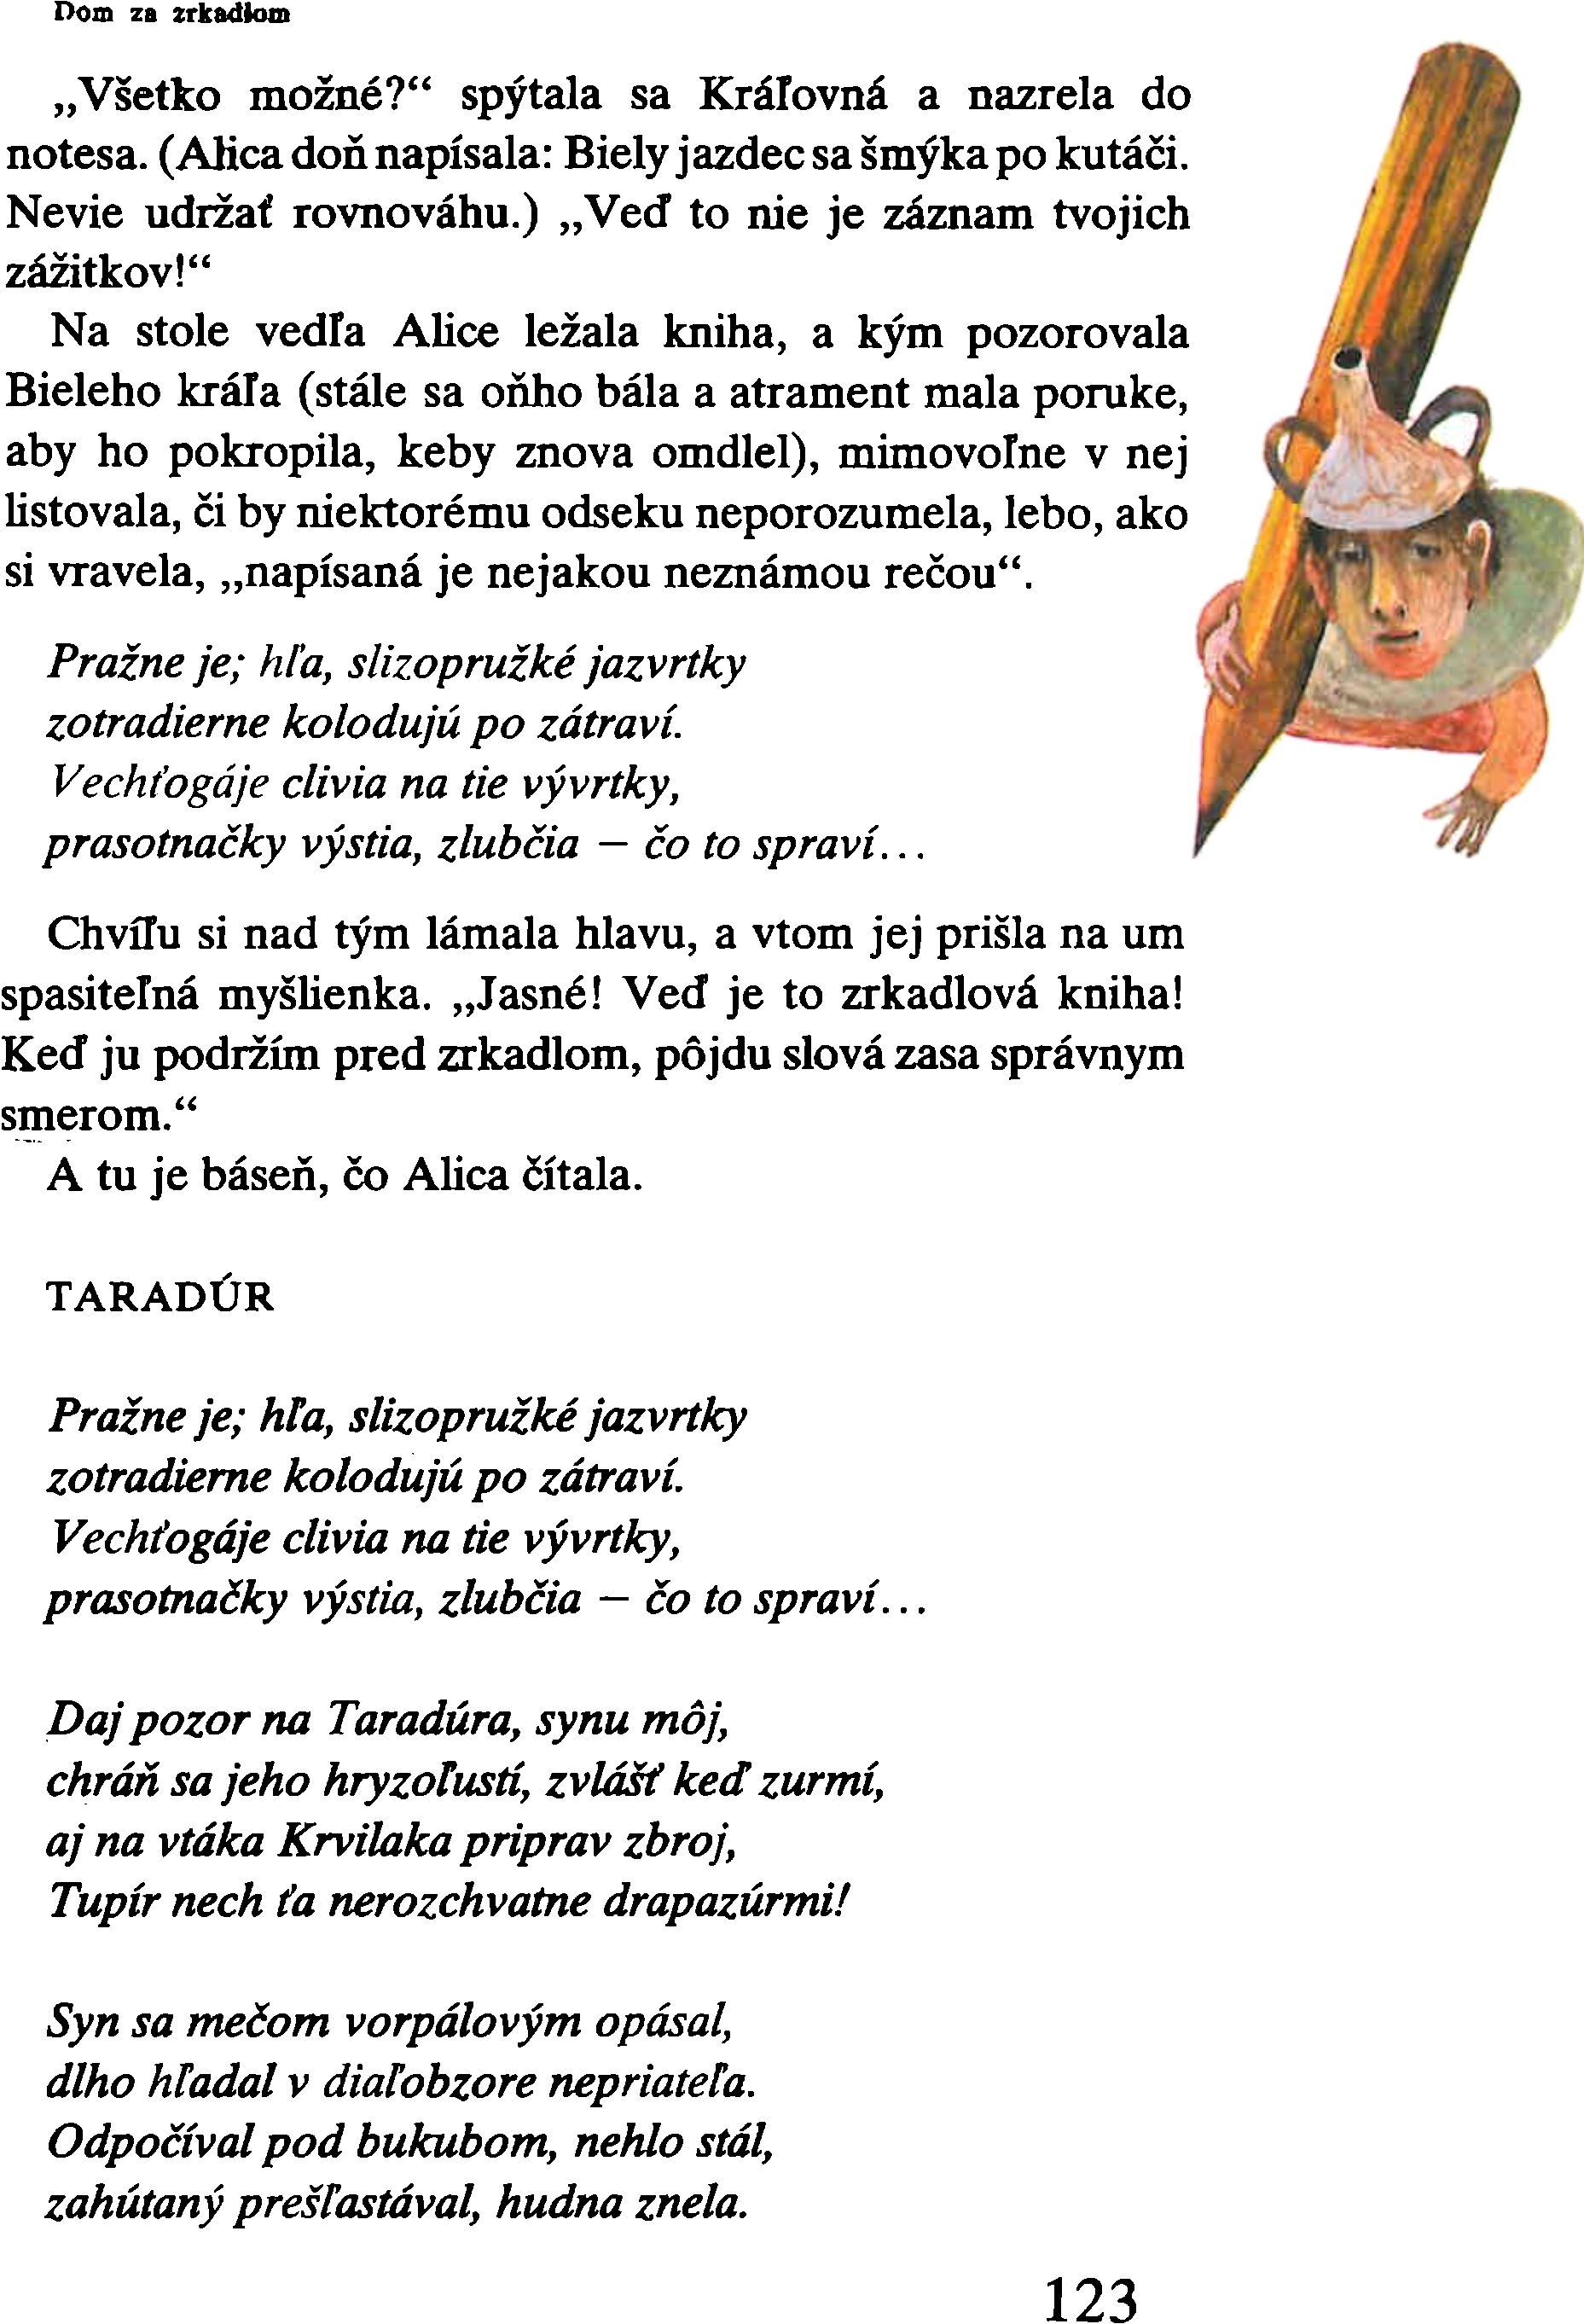 Dom za zrkadlom
„Všetko možné?“ spýtala sa Kráľovná a nazrela do
notesa. (Alica doň napísala: Biely jazdec sa šmýka po kutáči.
Nevie udržať rovnováhu.) „Veď to nie je záznam tvojich
zážitkov!“
Na stole vedľa Alice ležala kniha, a kým pozorovala
Bieleho kráľa (stále sa oňho bála a atrament mala poruke,
aby ho pokropila, keby znova omdlel), mimovoľne v nej
listovala, či by niektorému odseku neporozumela, lebo, ako
si vravela, „napísaná je nejakou neznámou rečou“.
Pražne je; hľa, slizopružké jazvrtky
zotradierne kolodujú po zátraví.
Vechťogáje clivia na tie vývrtky,
prasotnačky výstia, zlubčia – čo to spraví...
Chvíľu si nad tým lámala hlavu, a vtom jej prišla na um
spasiteľná myšlienka. „Jasné! Veď je to zrkadlová kniha!
Keď ju podržím pred zrkadlom, pôjdu slová zasa správnym
smerom.“
A tu je báseň, čo Alica čítala.
TARADÚR
Pražne je; hľa, slizopružké jazvrtky
zotradierne kolodujú po zátraví.
Vechťogáje clivia na tie vývrtky,
prasotnačky výstia, zlubčia – čo to spraví...
Daj pozor na Taradúra, synu môj,
chráň sa jeho hryzoľustí, zvlášť keď zurmí,
aj na vtáka Krvilaka priprav zbroj,
Tupír nech ťa nerozchvatne drapazúrmi!
Syn sa mečom vorpálovým opásal,
dlho hľadal v diaľobzore nepriateľa.
Odpočíval pod bukubom, nehlo stál,
zahútaný prešľastával, hudna znela.
123